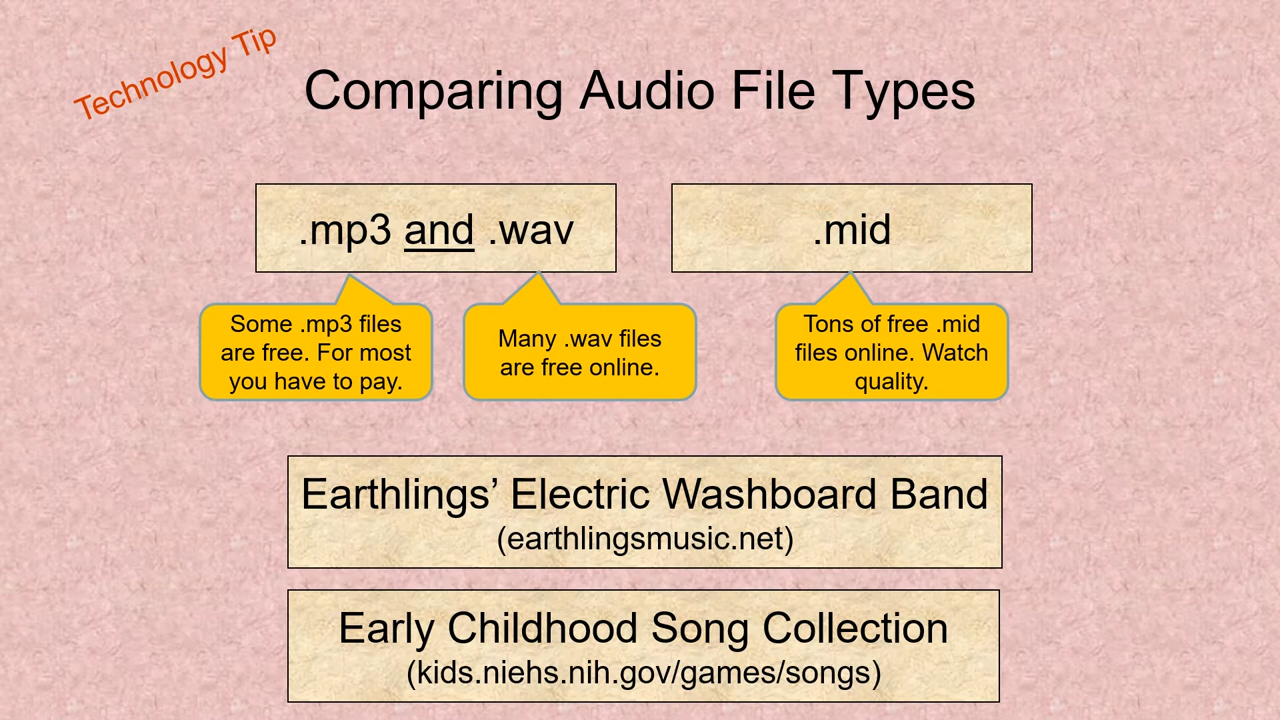 Technology Tip
Comparing Audio File Types
.mp3 and .wav
.mid
Some .mp3 files
are free. For most
you have to pay.
Many .wav files
are free online.
Tons of free .mid
files online. Watch
quality.
Earthlings’ Electric Washboard Band
(earthlingsmusic.net)
Early Childhood Song Collection
(kids.niehs.nih.gov/games/songs)